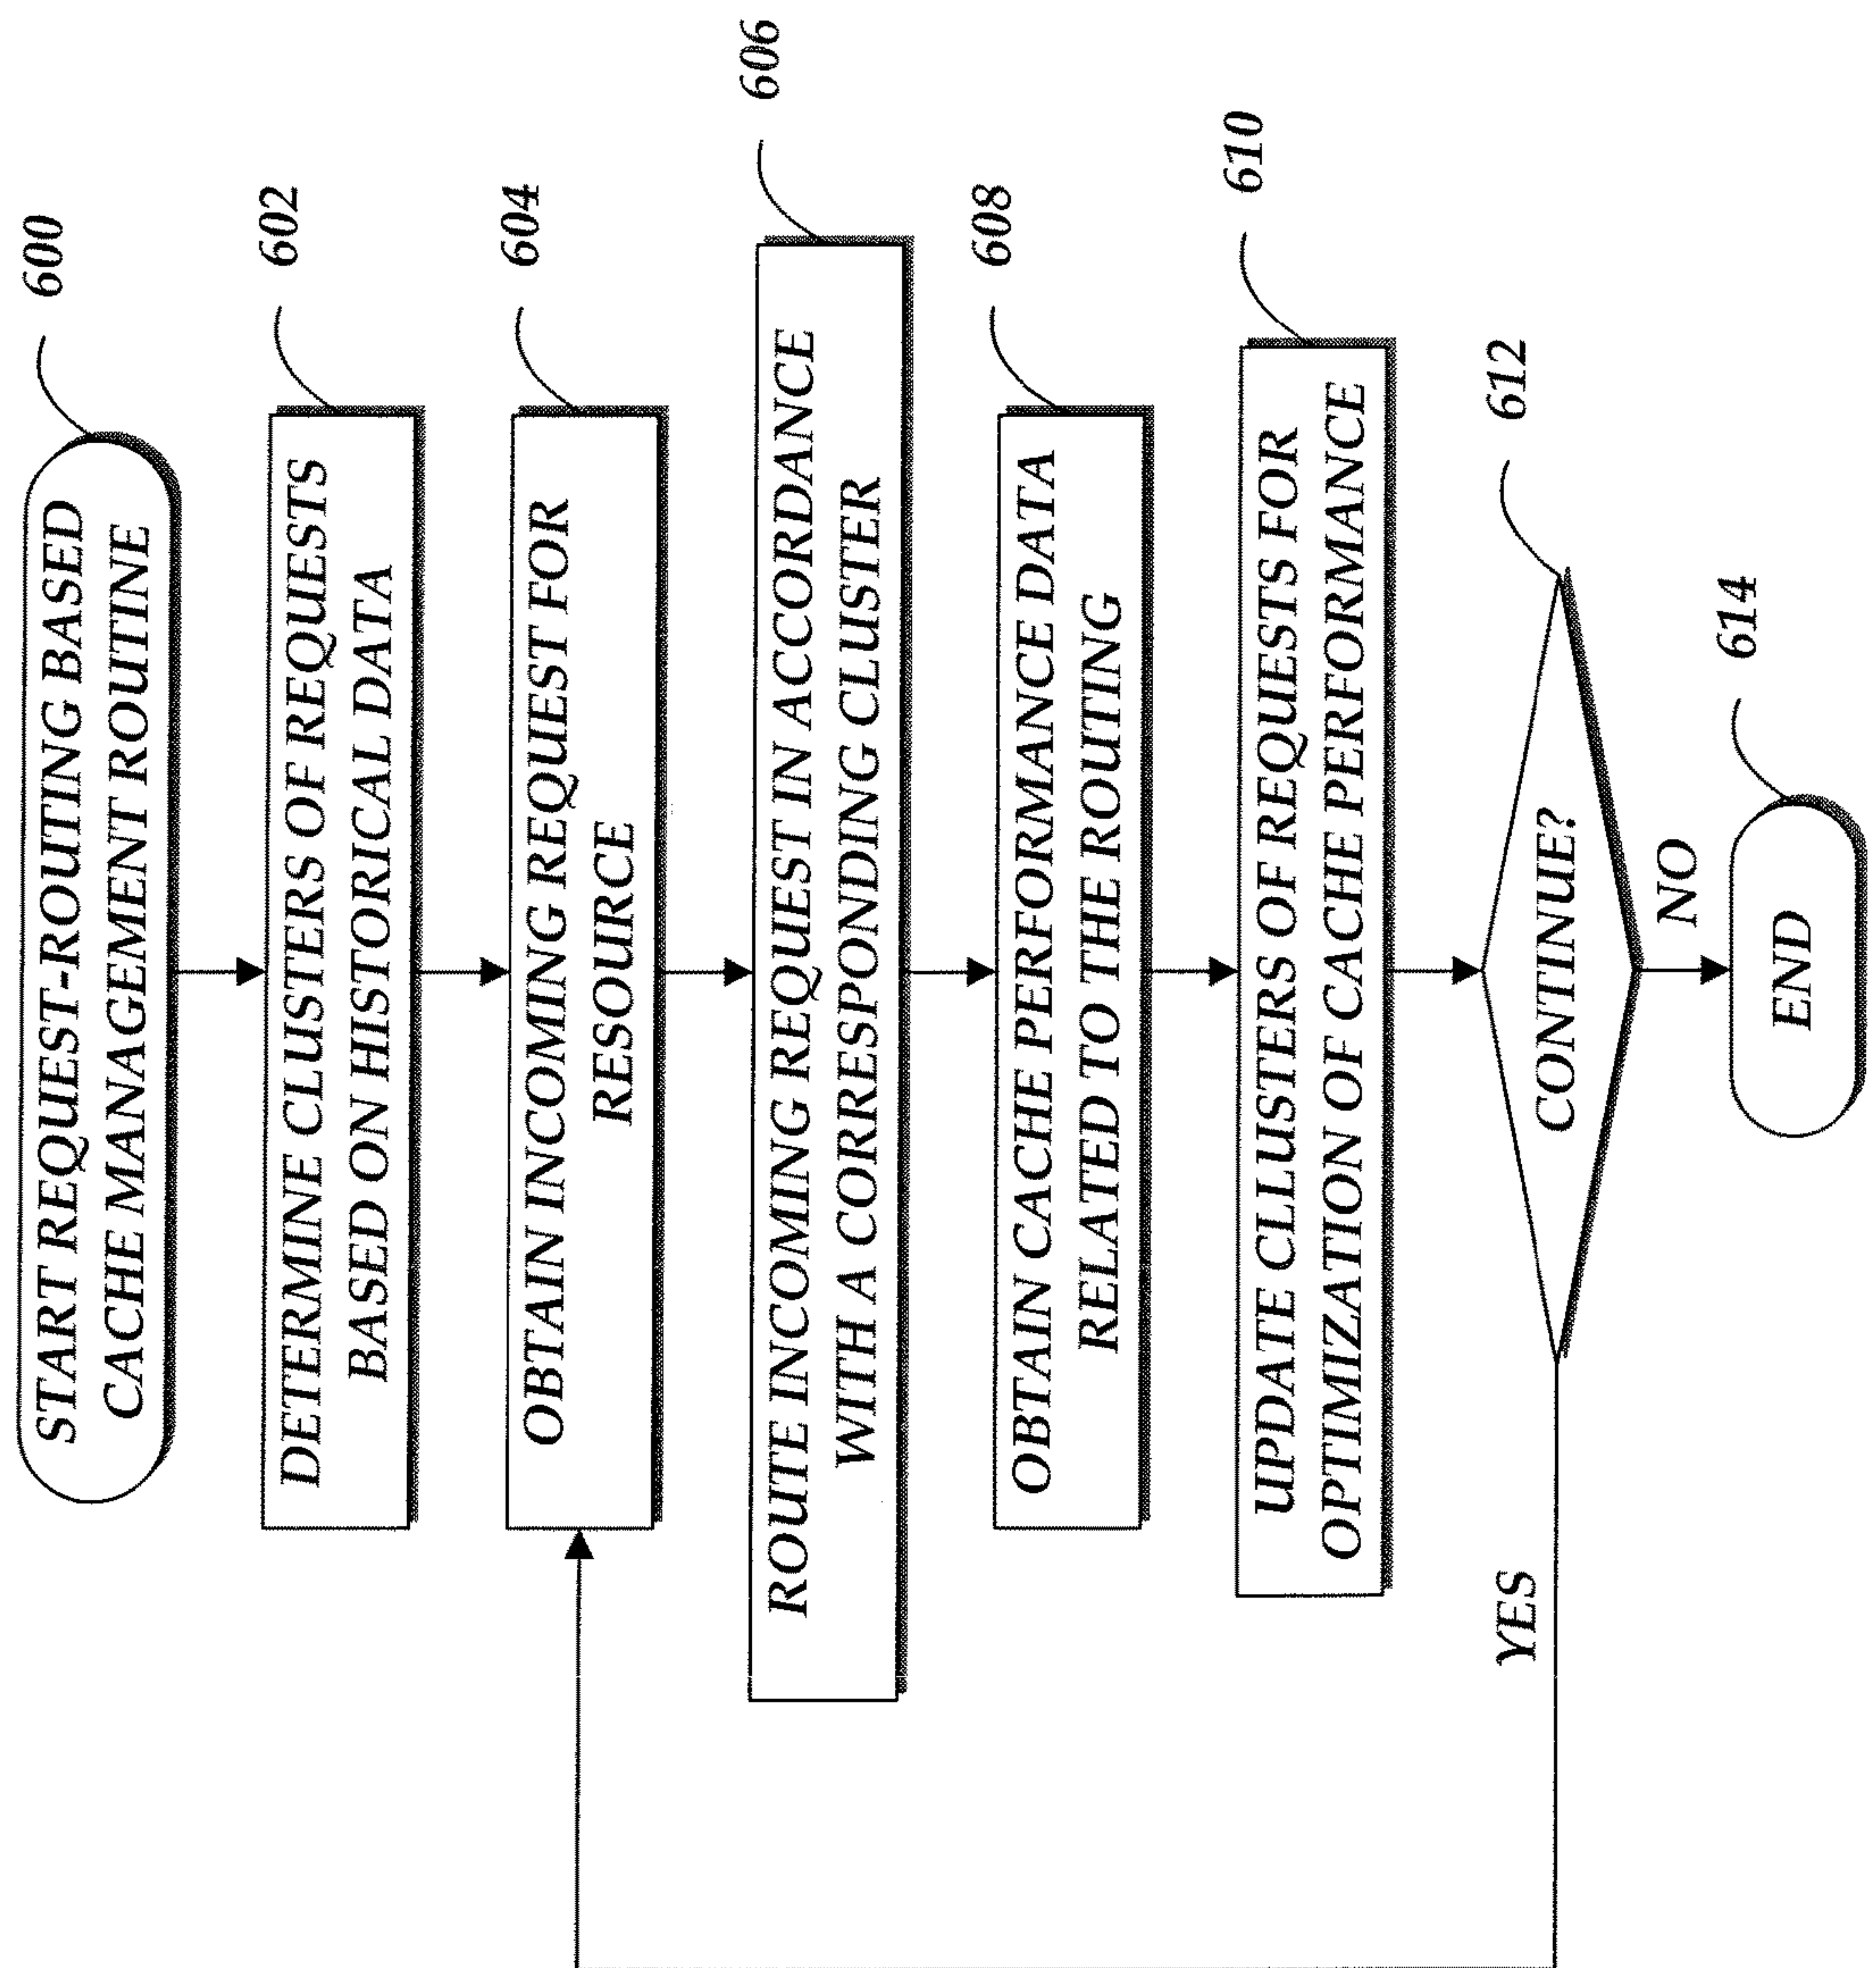 600
START REQUEST-ROUTING BASED
CACHE MANAGEMENT ROUTINE
602
DETERMINE CLUSTERS OF REQUESTS
BASED ON HISTORICAL DATA
604
OBTAIN INCOMING REQUEST FOR
RESOURCE
606
ROUTE INCOMING REQUEST IN ACCORDANCE
WITH A CORRESPONDING CLUSTER
608
OBTAIN CACHE PERFORMANCE DATA
RELATED TO THE ROUTING
610
UPDATE CLUSTERS OF REQUESTS FOR
OPTIMIZATION OF CACHE PERFORMANCE
612
CONTINUE?
YES
NO
614
END